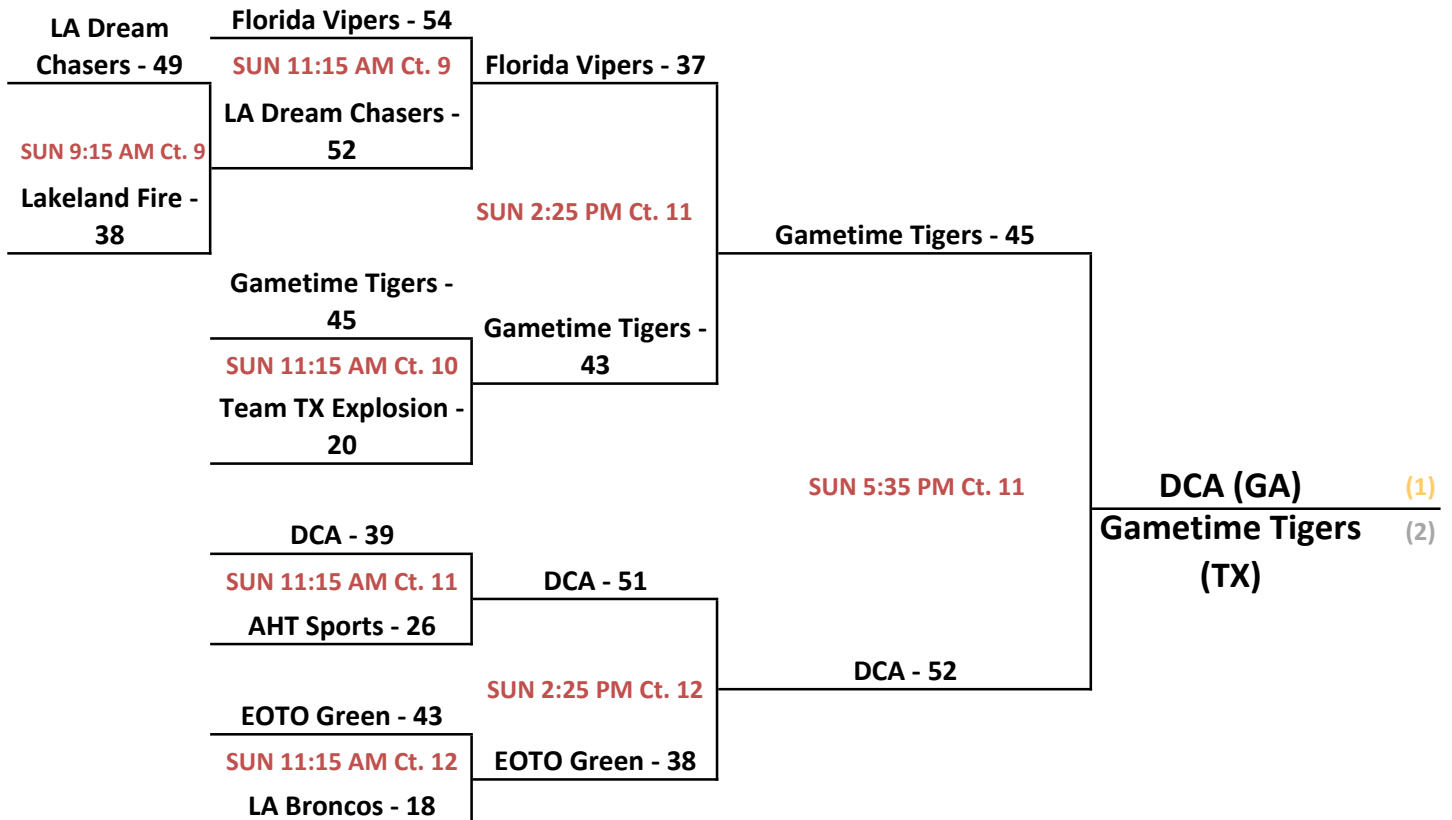 LA Dream
Chasers - 49
SUN 9:15 AM Ct. 9
Lakeland Fire -
38
Florida Vipers - 54
SUN 11:15 AM Ct. 9
LA Dream Chasers -
52
Gametime Tigers -
45
SUN 11:15 AM Ct. 10
Team TX Explosion -
20
DCA - 39
SUN 11:15 AM Ct. 11
AHT Sports - 26
EOTO Green - 43
SUN 11:15 AM Ct. 12
LA Broncos - 18
Florida Vipers - 37
SUN 2:25 PM Ct. 11
Gametime Tigers -
43
DCA - 51
SUN 2:25 PM Ct. 12
EOTO Green - 38
Gametime Tigers - 45
SUN 5:35 PM Ct. 11
DCA - 52
DCA (GA) (1)
Gametime Tigers (2)
(TX)